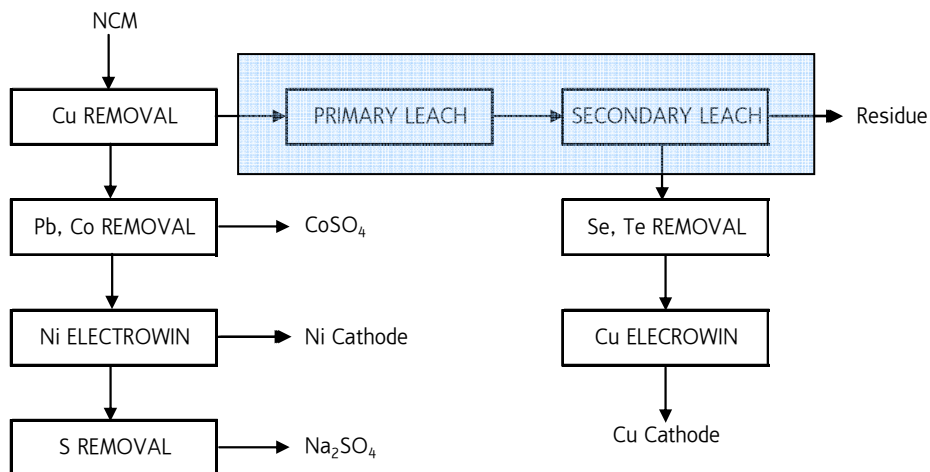 NCM
Cu REMOVAL
PRIMARY LEACH
SECONDARY LEACH
Residue
Pb, Co REMOVAL
CoSO₄
Se, Te REMOVAL
Ni ELECTROWIN
Ni Cathode
Cu ELECROWIN
S REMOVAL
Na₂SO₄
Cu Cathode